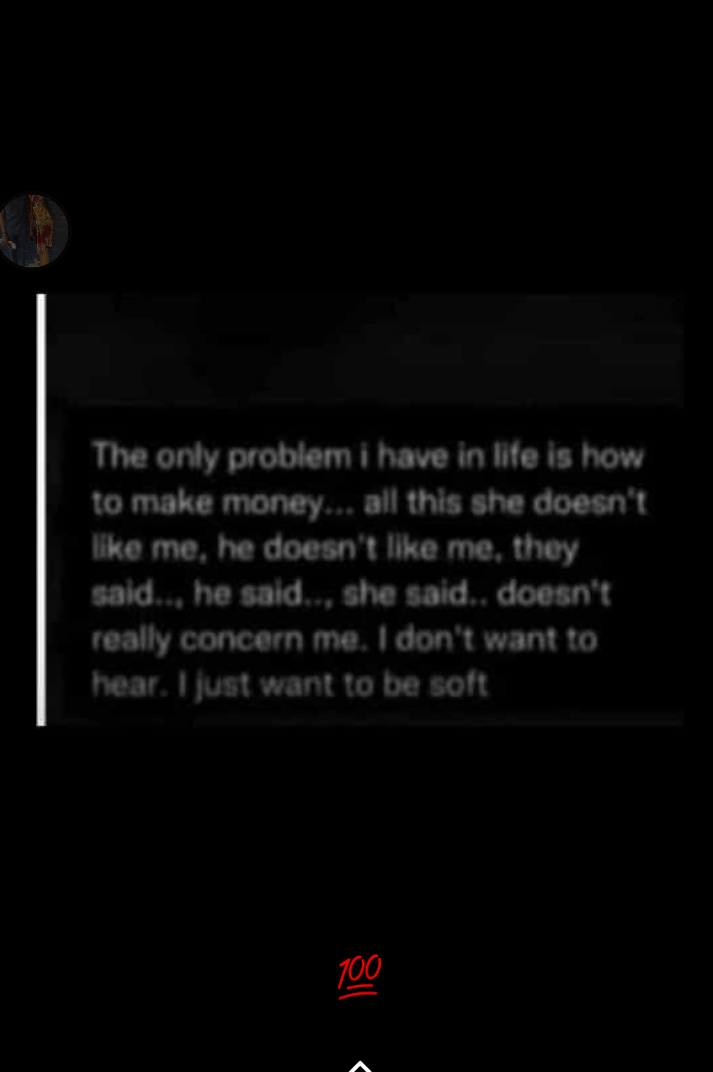 The only problem i have in life is how
to make money... all this she doesn't
like me, he doesn't like me, they
said.., he said.., she said.. doesn't
really concern me. I don't want to
hear. I just want to be soft
💯